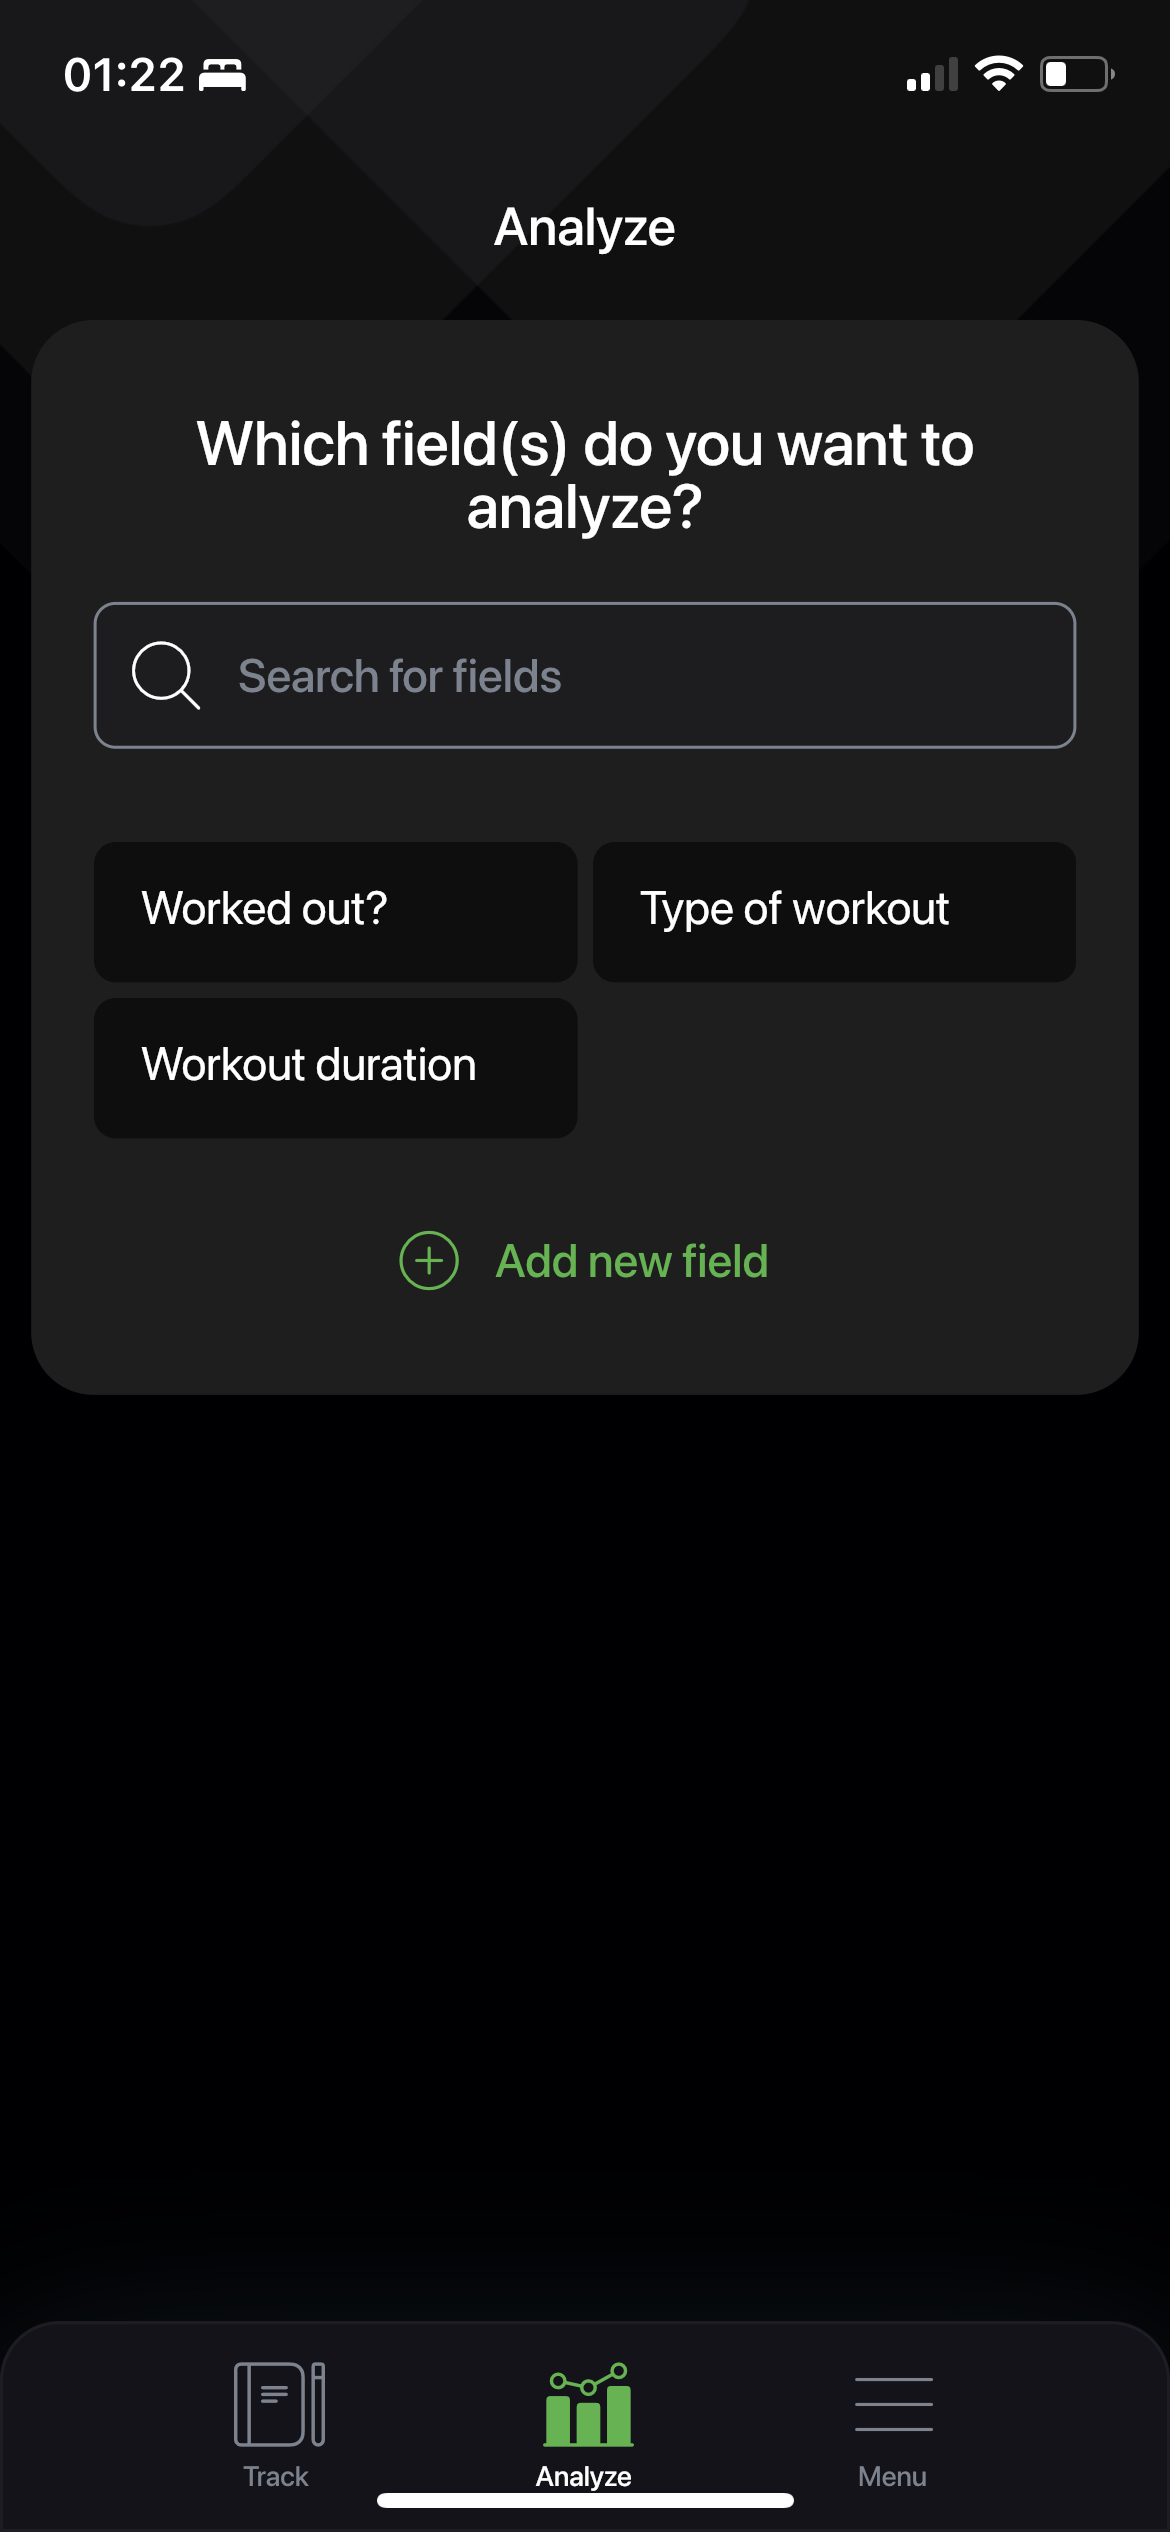 01:22
Analyze
Which field(s) do you want to
analyze?
Search for fields
Worked out?
Type of workout
Workout duration
Add new field
Track
Analyze
Menu